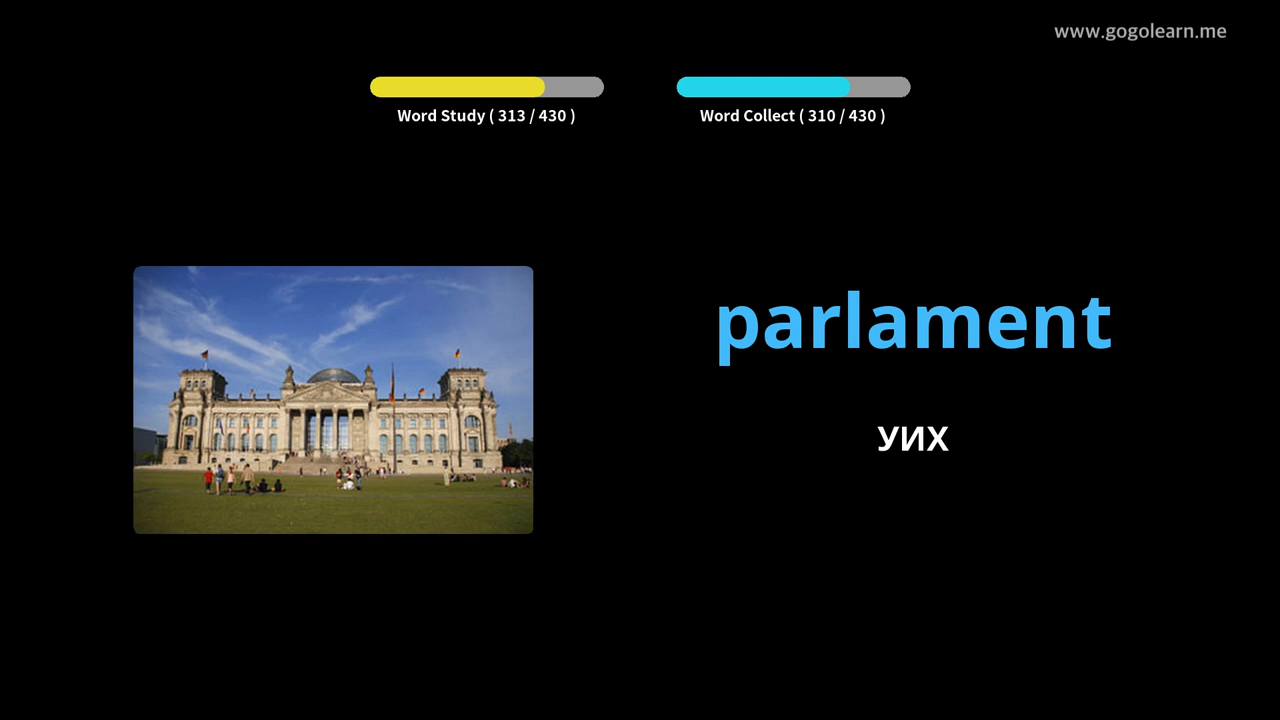 www.gogolearn.me
Word Study ( 313 / 430 )
Word Collect ( 310 / 430 )
parlament
УИХ